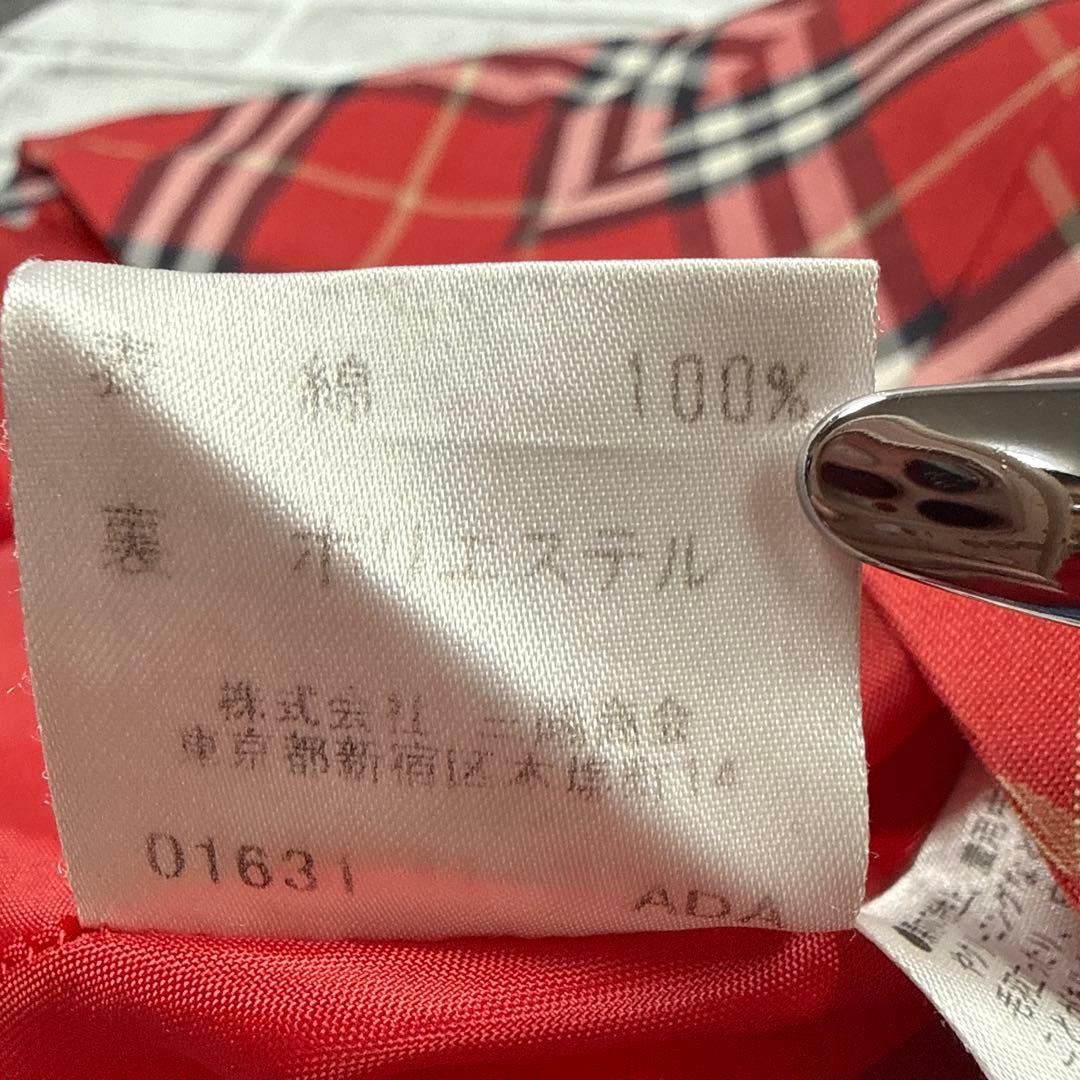 表 綿 100%
裏 ポリエステル
株式会社 三陽商会
東京都新宿区本塩町14
01631
ADA